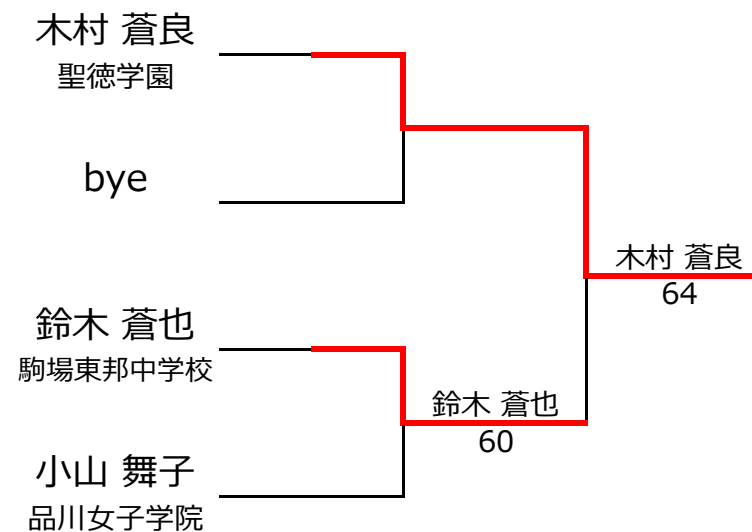 木村 蒼良
聖徳学園
bye
木村 蒼良
64
鈴木 蒼也
駒場東邦中学校
鈴木 蒼也
60
小山 舞子
品川女子学院